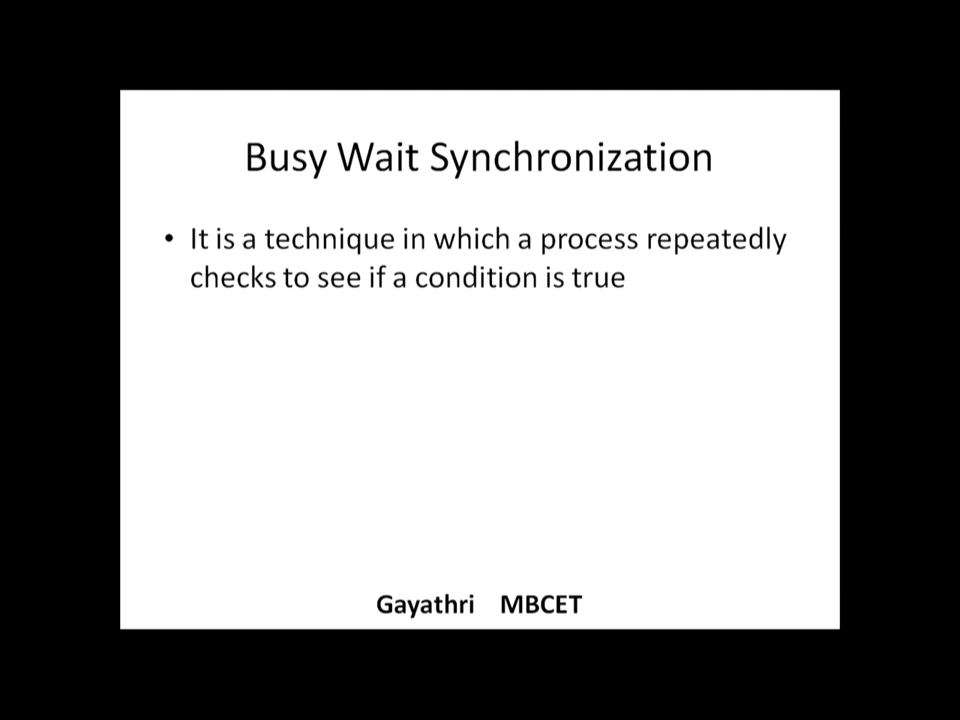 Busy Wait Synchronization
• It is a technique in which a process repeatedly
checks to see if a condition is true
Gayathri MBCET